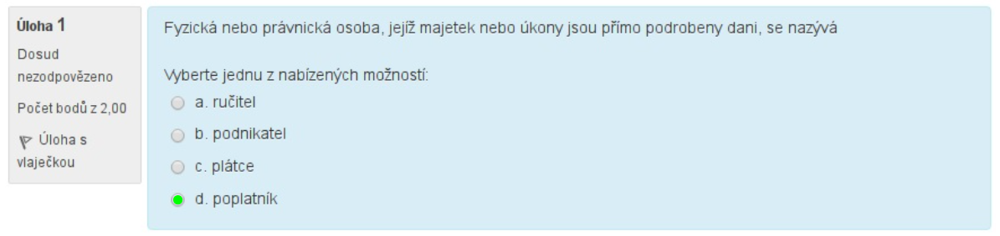 Úloha 1
Dosud
nezodpovězeno
Počet bodů z 2,00
Úloha s
vlaječkou
Fyzická nebo právnická osoba, jejíž majetek nebo úkony jsou přímo podrobeny dani, se nazývá
Vyberte jednu z nabízených možností:
a. ručitel
b. podnikatel
c. plátce
d. poplatník